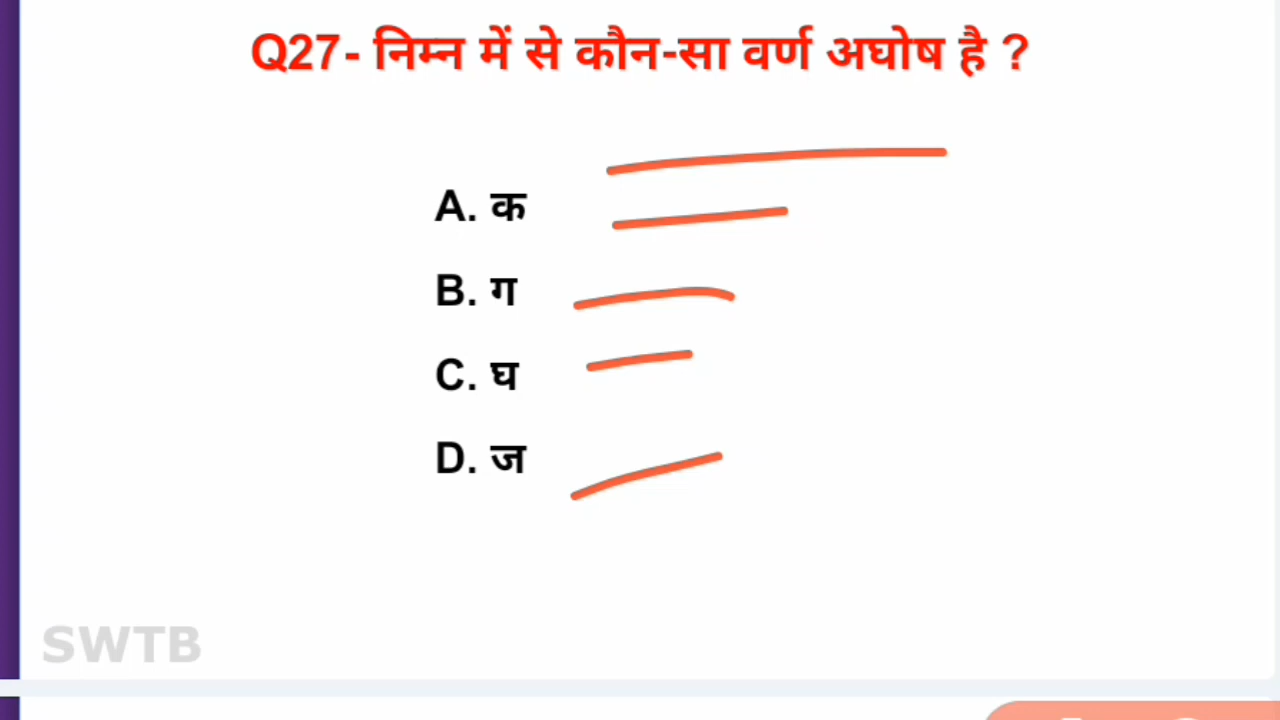 Q27- निम्न में से कौन-सा वर्ण अघोष है ?
A. क
B. ग
C. घ
D. ज
SWTB